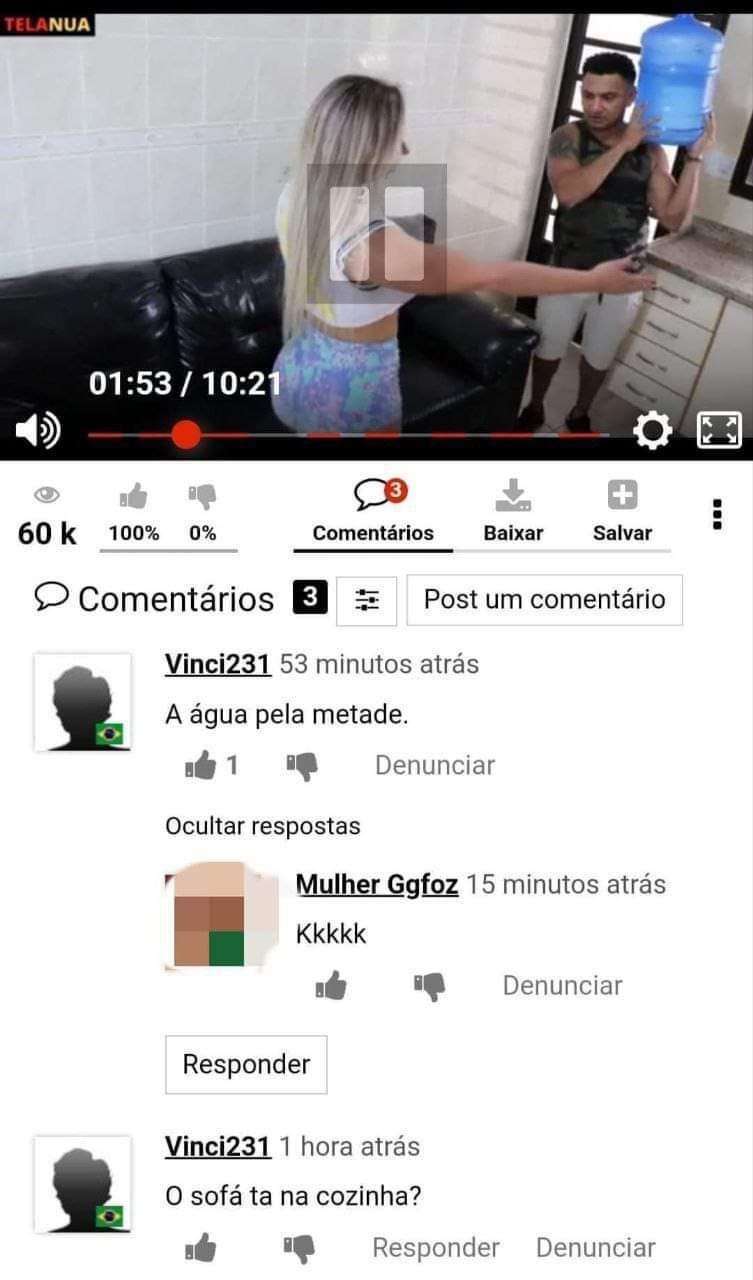 TELANUA
01:53 / 10:21
60 k
100%
0%
3
Comentários
Baixar
Salvar
Comentários 3
Post um comentário
Vinci231 53 minutos atrás
A água pela metade.
1
Denunciar
Ocultar respostas
Mulher Ggfoz 15 minutos atrás
Kkkkk
Denunciar
Responder
Vinci231 1 hora atrás
O sofá ta na cozinha?
Responder Denunciar